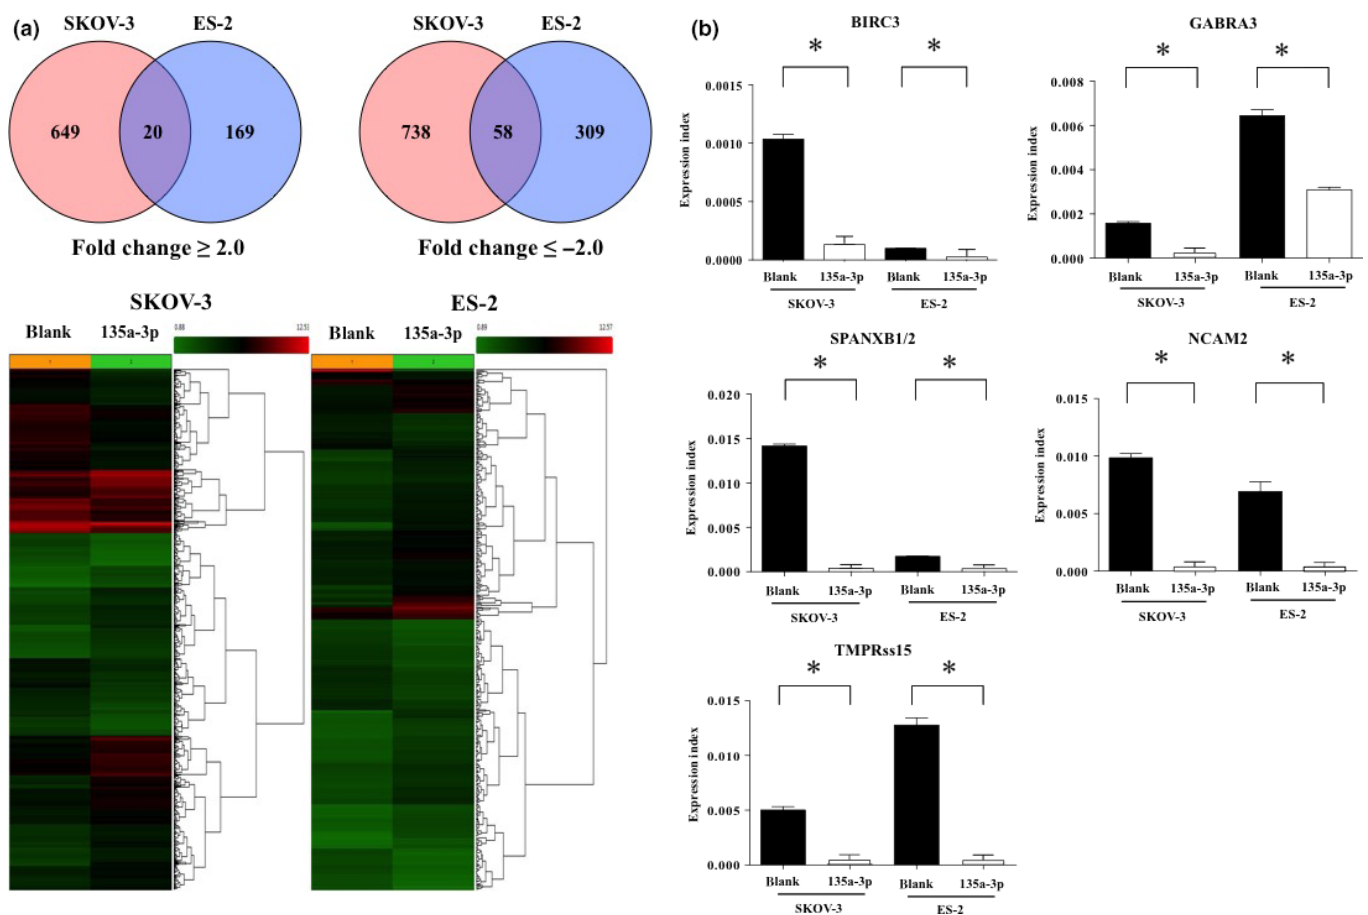 (a)
SKOV-3 ES-2
649 20 169
Fold change ≥ 2.0
SKOV-3 ES-2
738 58 309
Fold change ≤ −2.0
SKOV-3
Blank 135a-3p
12.53
ES-2
Blank 135a-3p
0.89 12.57
(b)
BIRC3
* *
Expression index
0.0015
0.0010
0.0005
0.0000
Blank 135a-3p Blank 135a-3p
SKOV-3 ES-2
GABRA3
* *
Expression index
0.008
0.006
0.004
0.002
0.000
Blank 135a-3p Blank 135a-3p
SKOV-3 ES-2
SPANXB1/2
* *
Expression index
0.020
0.015
0.010
0.005
0.000
Blank 135a-3p Blank 135a-3p
SKOV-3 ES-2
NCAM2
* *
Expression index
0.015
0.010
0.005
0.000
Blank 135a-3p Blank 135a-3p
SKOV-3 ES-2
TMPRss15
* *
Expression index
0.015
0.010
0.005
0.000
Blank 135a-3p Blank 135a-3p
SKOV-3 ES-2